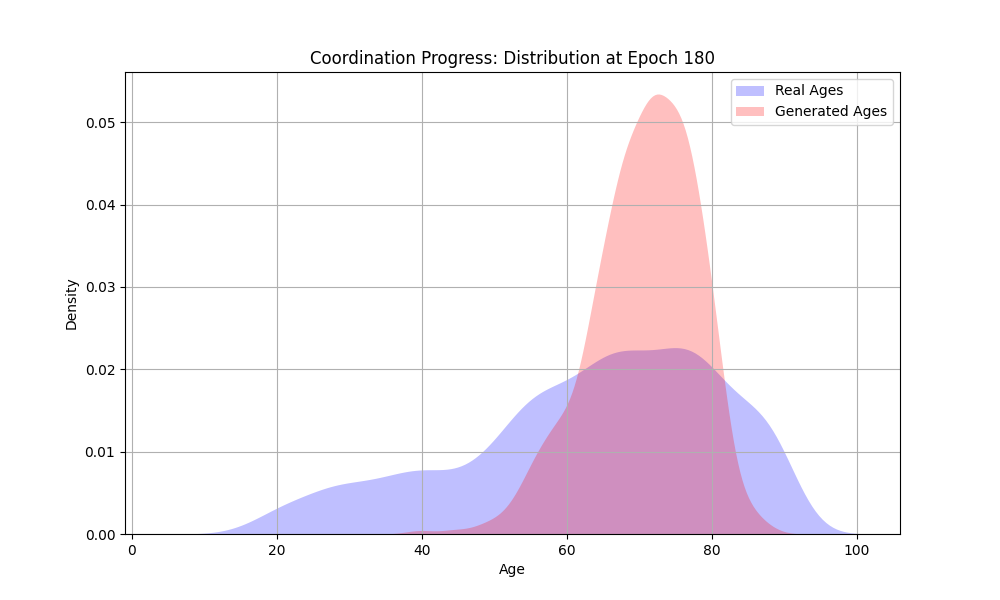 Coordination Progress: Distribution at Epoch 180
Real Ages
Generated Ages
0.05
0.04
0.03
0.02
0.01
0.00
Density
0 20 40 60 80 100
Age